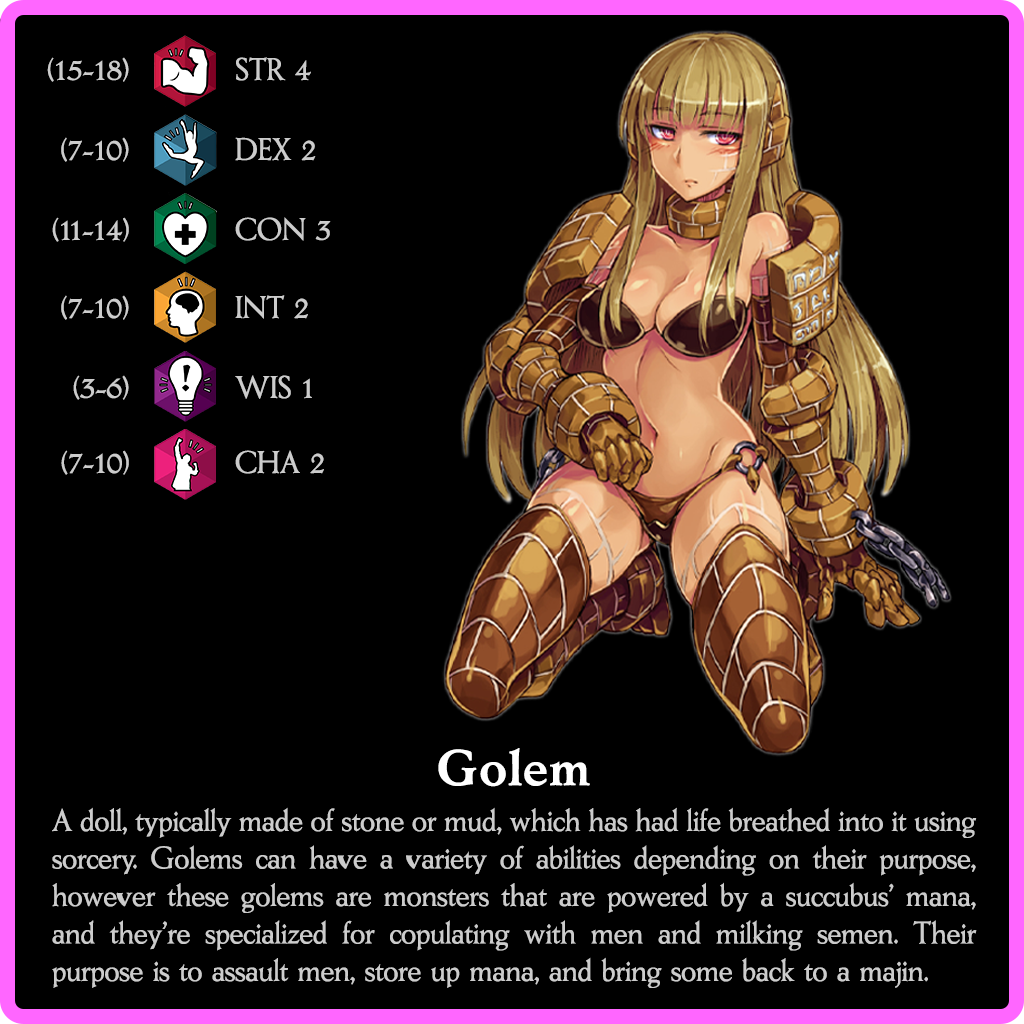 (15-18) STR 4
(7-10) DEX 2
(11-14) CON 3
(7-10) INT 2
(3-6) WIS 1
(7-10) CHA 2
Golem
A doll, typically made of stone or mud, which has had life breathed into it using
sorcery. Golems can have a variety of abilities depending on their purpose,
however these golems are monsters that are powered by a succubus’ mana,
and they’re specialized for copulating with men and milking semen. Their
purpose is to assault men, store up mana, and bring some back to a majin.